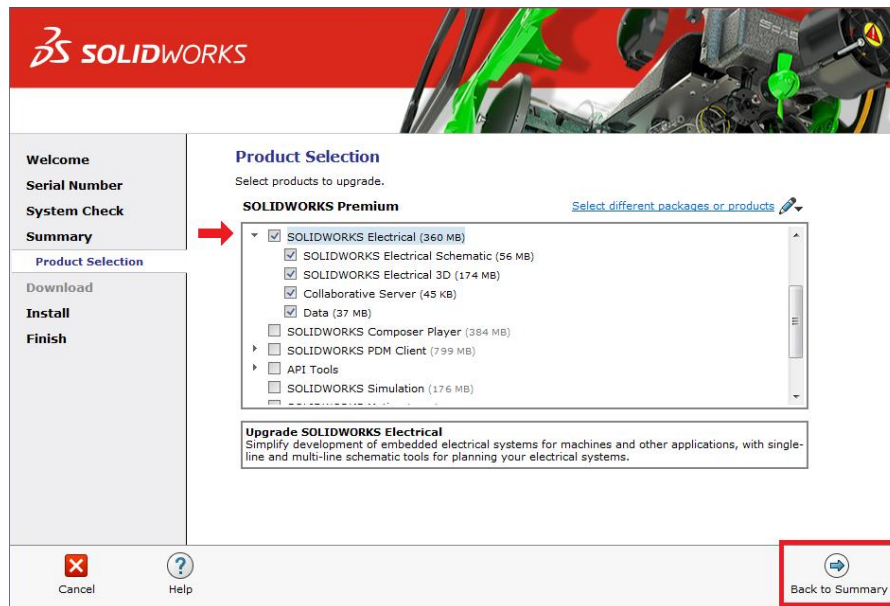 SOLIDWORKS
Welcome
Serial Number
System Check
Summary
Product Selection
Download
Install
Finish
Product Selection
Select products to upgrade.
SOLIDWORKS Premium
Select different packages or products
SOLIDWORKS Electrical (360 MB)
SOLIDWORKS Electrical Schematic (56 MB)
SOLIDWORKS Electrical 3D (174 MB)
Collaborative Server (45 KB)
Data (37 MB)
SOLIDWORKS Composer Player (384 MB)
SOLIDWORKS PDM Client (799 MB)
API Tools
SOLIDWORKS Simulation (176 MB)
Upgrade SOLIDWORKS Electrical
Simplify development of embedded electrical systems for machines and other applications, with single-
line and multi-line schematic tools for planning your electrical systems.
Cancel
Help
Back to Summary